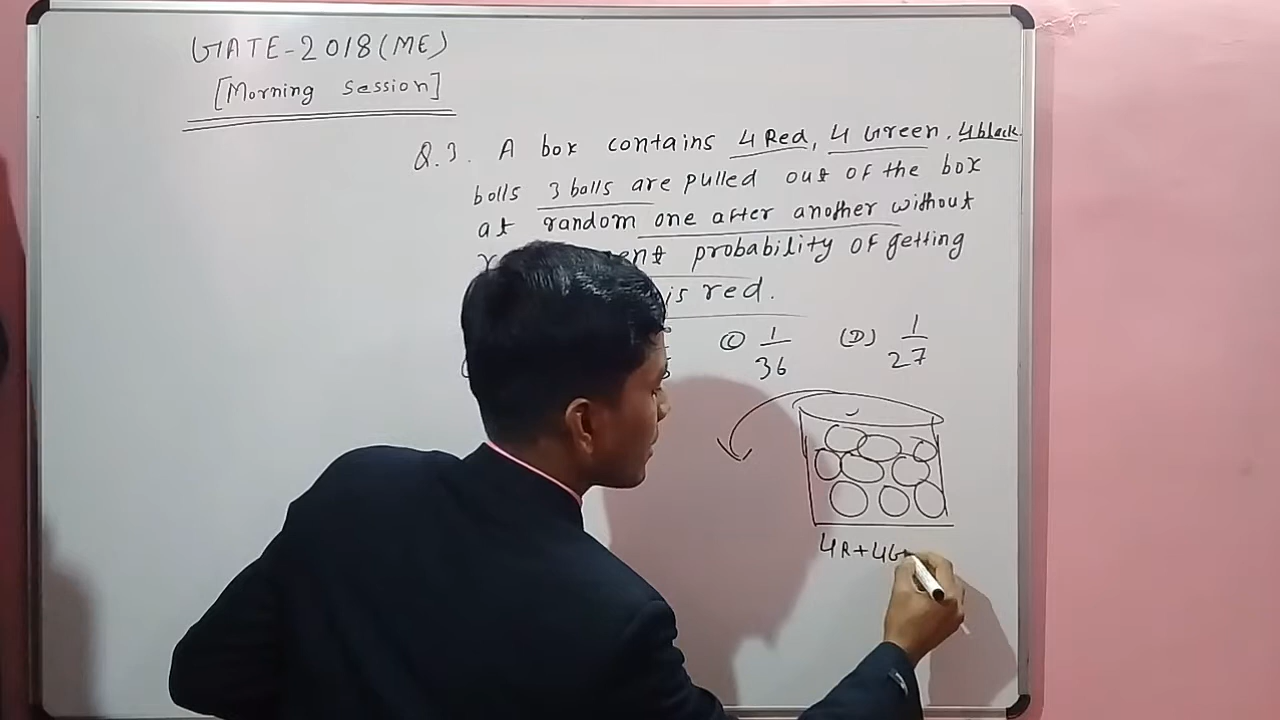 GATE-2018(ME)
[Morning Session]
Q.3. A box contains 4 Red, 4 Green, 4 black
balls 3 balls are pulled out of the box
at random one after another without
probability of getting
is red.
(C) 1/36 (D) 1/27
4R+4G